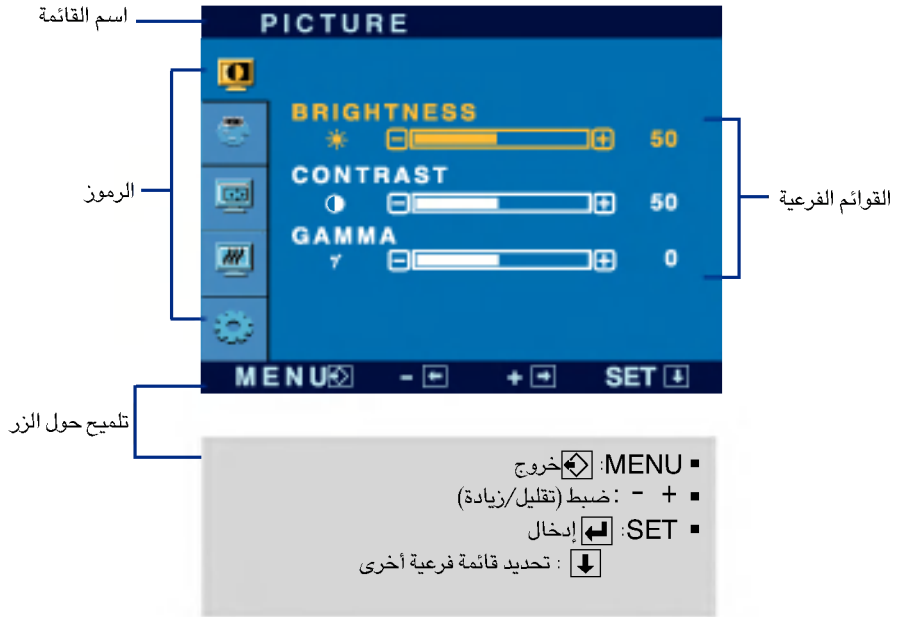 اسم القائمة
PICTURE
الرموز
BRIGHTNESS
50
CONTRAST
50
GAMMA
γ
0
القوائم الفرعية
MENU - + SET
تلميح حول الزر
▪ MENU: خروج
▪ + - : ضبط (تقليل/زيادة)
▪ SET: إدخال
: تحديد قائمة فرعية أخرى